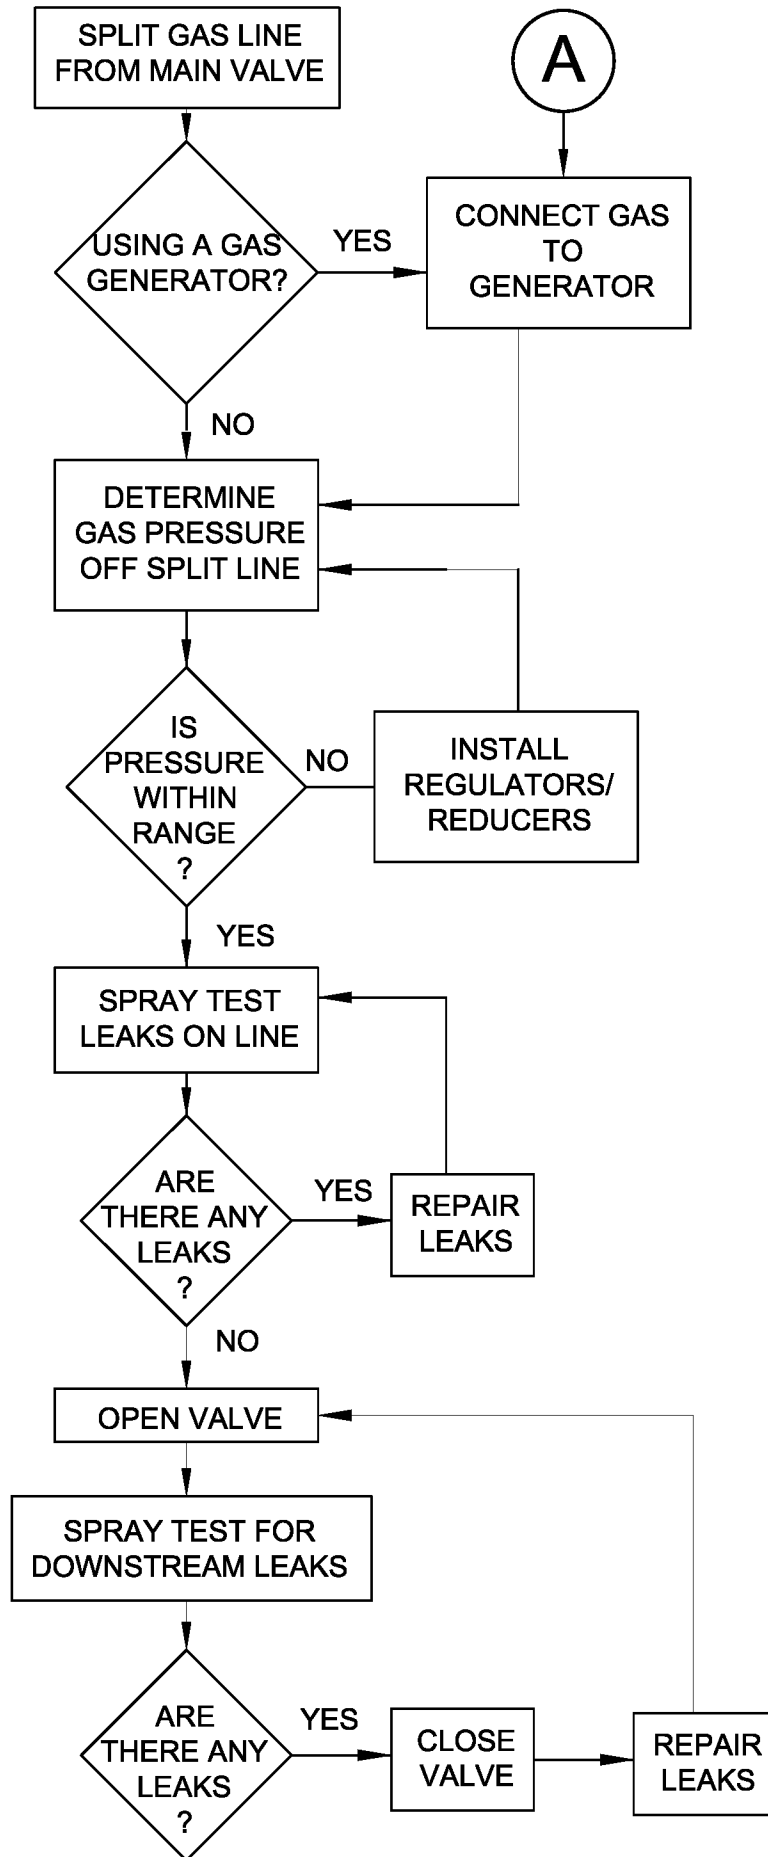 SPLIT GAS LINE
FROM MAIN VALVE
A
USING A GAS
GENERATOR?
YES
CONNECT GAS
TO
GENERATOR
NO
DETERMINE
GAS PRESSURE
OFF SPLIT LINE
IS
PRESSURE
WITHIN
RANGE
?
NO
INSTALL
REGULATORS/
REDUCERS
YES
SPRAY TEST
LEAKS ON LINE
ARE
THERE ANY
LEAKS
?
YES
REPAIR
LEAKS
NO
OPEN VALVE
SPRAY TEST FOR
DOWNSTREAM LEAKS
ARE
THERE ANY
LEAKS
?
YES
CLOSE
VALVE
REPAIR
LEAKS